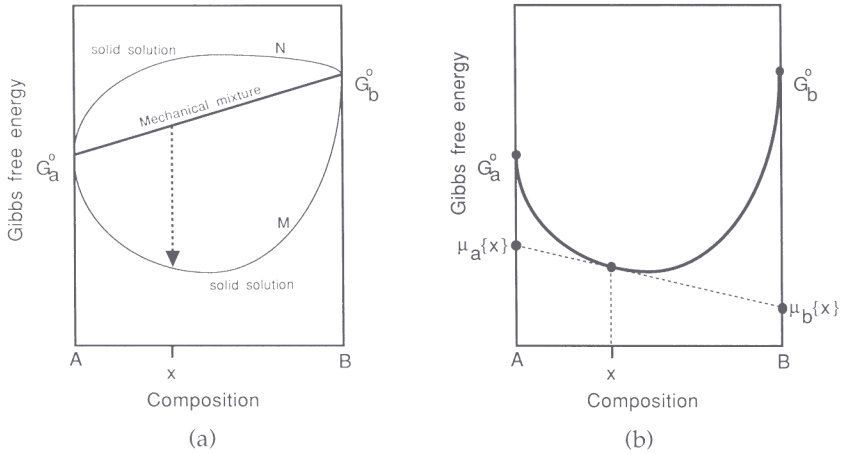 Gibbs free energy
solid solution
N
Mechanical mixture
G°a
G°b
M
solid solution
A
x
B
Composition
(a)
Gibbs free energy
G°a
G°b
μa{x}
μb{x}
A
x
B
Composition
(b)